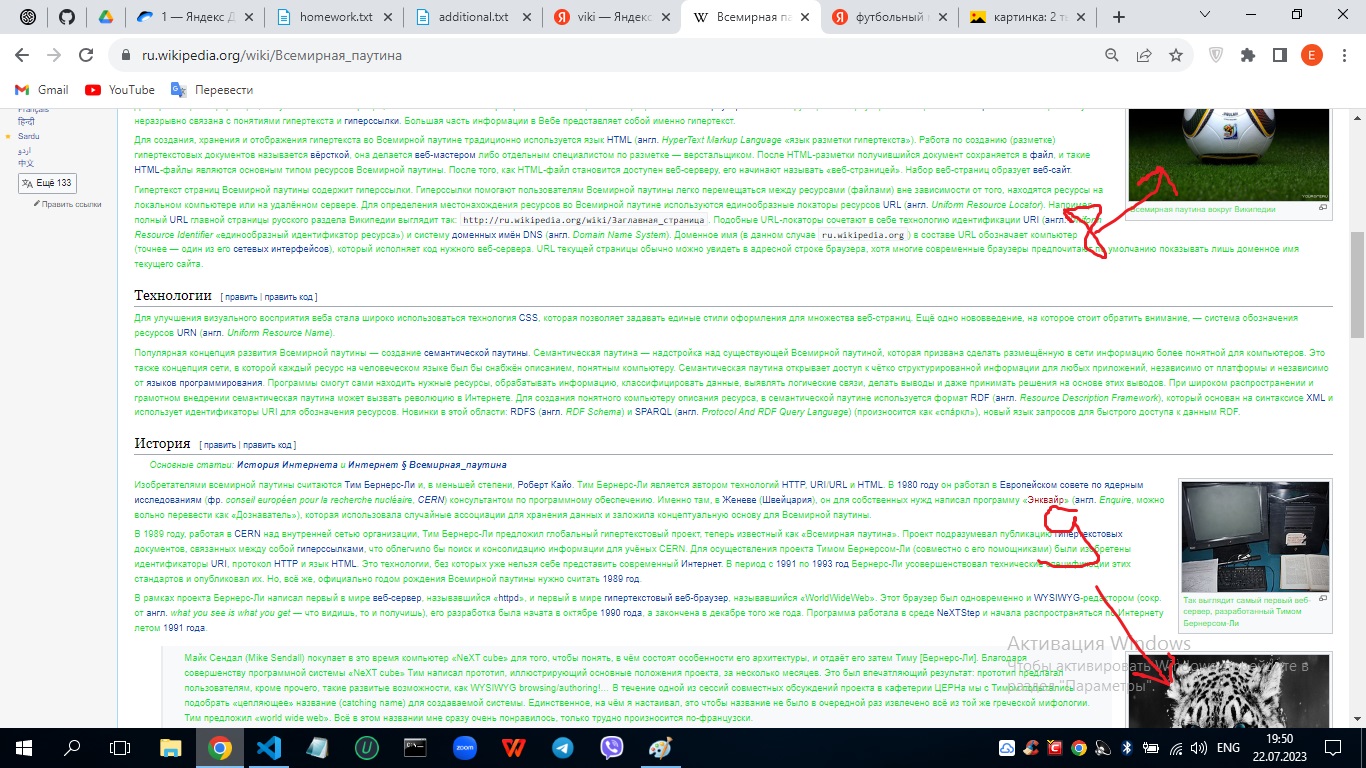 1 — Яндекс Д
homework.txt
additional.txt
viki — Яндекс
Всемирная па
футбольный
картинка: 2 ты
ru.wikipedia.org/wiki/Всемирная_паутина
E
Gmail
YouTube
Перевести
Français
हिन्दी
Sardu
اردو
中文
Ещё 133
Править ссылки
неразрывно связана с понятиями гипертекста и гиперссылки. Большая часть информации в Вебе представляет собой именно гипертекст.
Для создания, хранения и отображения гипертекста во Всемирной паутине традиционно используется язык HTML (англ. HyperText Markup Language «язык разметки гипертекста»). Работа по созданию (разметке)
гипертекстовых документов называется вёрсткой, она делается веб-мастером либо отдельным специалистом по разметке — верстальщиком. После HTML-разметки получившийся документ сохраняется в файл, и такие
HTML-файлы являются основным типом ресурсов Всемирной паутины. После того, как HTML-файл становится доступен веб-серверу, его начинают называть «веб-страницей». Набор веб-страниц образует веб-сайт.
Гипертекст страниц Всемирной паутины содержит гиперссылки. Гиперссылки помогают пользователям Всемирной паутины легко перемещаться между ресурсами (файлами) вне зависимости от того, находятся ресурсы на
локальном компьютере или на удалённом сервере. Для определения местонахождения ресурсов во Всемирной паутине используются единообразные локаторы ресурсов URL (англ. Uniform Resource Locator). Например,
полный URL главной страницы русского раздела Википедии выглядит так: http://ru.wikipedia.org/wiki/Заглавная_страница. Подобные URL-локаторы сочетают в себе технологию идентификации URI (англ. Uniform
Resource Identifier «единообразный идентификатор ресурса») и систему доменных имён DNS (англ. Domain Name System). Доменное имя (в данном случае ru.wikipedia.org) в составе URL обозначает компьютер
(точнее — один из его сетевых интерфейсов), который исполняет код нужного веб-сервера. URL текущей страницы обычно можно увидеть в адресной строке браузера, хотя многие современные браузеры предпочитают по умолчанию показывать лишь доменное имя
текущего сайта.
Всемирная паутина вокруг Википедии
Технологии [ править | править код ]
Для улучшения визуального восприятия веба стала широко использоваться технология CSS, которая позволяет задавать единые стили оформления для множества веб-страниц. Ещё одно нововведение, на которое стоит обратить внимание, — система обозначения
ресурсов URN (англ. Uniform Resource Name).
Популярная концепция развития Всемирной паутины — создание семантической паутины. Семантическая паутина — надстройка над существующей Всемирной паутиной, которая призвана сделать размещённую в сети информацию более понятной для компьютеров. Это
также концепция сети, в которой каждый ресурс на человеческом языке был бы снабжён описанием, понятным компьютеру. Семантическая паутина открывает доступ к чётко структурированной информации для любых приложений, независимо от платформы и независимо
от языков программирования. Программы смогут сами находить нужные ресурсы, обрабатывать информацию, классифицировать данные, выявлять логические связи, делать выводы и даже принимать решения на основе этих выводов. При широком распространении и
грамотном внедрении семантическая паутина может вызвать революцию в Интернете. Для создания понятного компьютеру описания ресурса, в семантической паутине используется формат RDF (англ. Resource Description Framework), который основан на синтаксисе XML и
использует идентификаторы URI для обозначения ресурсов. Новинки в этой области: RDFS (англ. RDF Schema) и SPARQL (англ. Protocol And RDF Query Language) (произносится как «спа́ркл»), новый язык запросов для быстрого доступа к данным RDF.
История [ править | править код ]
Основные статьи: История Интернета и Интернет § Всемирная_паутина
Изобретателями всемирной паутины считаются Тим Бернерс-Ли и, в меньшей степени, Роберт Кайо. Тим Бернерс-Ли является автором технологий HTTP, URI/URL и HTML. В 1980 году он работал в Европейском совете по ядерным
исследованиям (фр. conseil européen pour la recherche nucléaire, CERN) консультантом по программному обеспечению. Именно там, в Женеве (Швейцария), он для собственных нужд написал программу «Энквайр» (англ. Enquire, можно
вольно перевести как «Дознаватель»), которая использовала случайные ассоциации для хранения данных и заложила концептуальную основу для Всемирной паутины.
В 1989 году, работая в CERN над внутренней сетью организации, Тим Бернерс-Ли предложил глобальный гипертекстовый проект, теперь известный как «Всемирная паутина». Проект подразумевал публикацию гипертекстовых
документов, связанных между собой гиперссылками, что облегчило бы поиск и консолидацию информации для учёных CERN. Для осуществления проекта Тимом Бернерсом-Ли (совместно с его помощниками) были изобретены
идентификаторы URI, протокол HTTP и язык HTML. Это технологии, без которых уже нельзя себе представить современный Интернет. В период с 1991 по 1993 год Бернерс-Ли усовершенствовал технические спецификации этих
стандартов и опубликовал их. Но, всё же, официально годом рождения Всемирной паутины нужно считать 1989 год.
В рамках проекта Бернерс-Ли написал первый в мире веб-сервер, называвшийся «httpd», и первый в мире гипертекстовый веб-браузер, называвшийся «WorldWideWeb». Этот браузер был одновременно и WYSIWYG-редактором (сокр.
от англ. what you see is what you get — что видишь, то и получишь), его разработка была начата в октябре 1990 года, а закончена в декабре того же года. Программа работала в среде NeXTStep и начала распространяться по Интернету
летом 1991 года.
Так выглядит самый первый веб-
сервер, разработанный Тимом
Бернерсом-Ли
Майк Сендал (Mike Sendall) покупает в это время компьютер «NeXT cube» для того, чтобы понять, в чём состоят особенности его архитектуры, и отдаёт его затем Тиму [Бернерс-Ли]. Благодаря
совершенству программной системы «NeXT cube» Тим написал прототип, иллюстрирующий основные положения проекта, за несколько месяцев. Это был впечатляющий результат: прототип предлагал
пользователям, кроме прочего, такие развитые возможности, как WYSIWYG browsing/authoring!… В течение одной из сессий совместных обсуждений проекта в кафетерии ЦЕРНа мы с Тимом попытались
подобрать «цепляющее» название (catching name) для создаваемой системы. Единственное, на чём я настаивал, это чтобы название не было в очередной раз извлечено всё из той же греческой мифологии.
Тим предложил «world wide web». Всё в этом названии мне сразу очень понравилось, только трудно произносится по-французски.
Активация Windows
Чтобы активировать Windows, перейдите в
раздел "Параметры".
zoom
ENG
19:50
22.07.2023